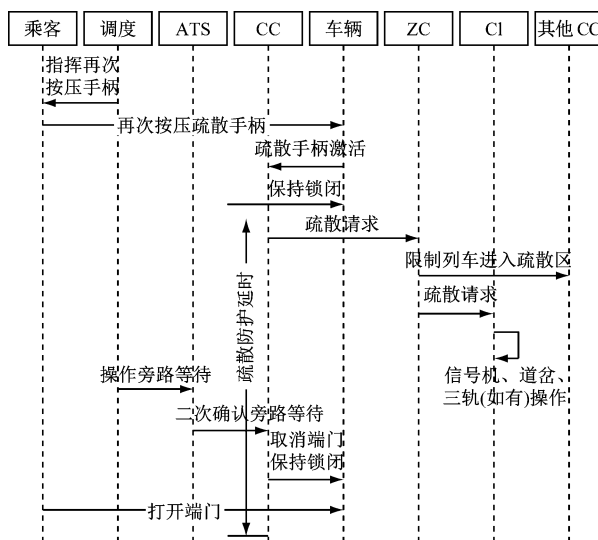 乘客 调度 ATS CC 车辆 ZC CI 其他 CC
指挥再次
按压手柄
再次按压疏散手柄
疏散手柄激活
保持锁闭
疏散请求
限制列车进入疏散区
疏散请求
疏散防护延时
信号机、道岔、
三轨(如有)操作
操作旁路等待
二次确认旁路等待
取消端门
保持锁闭
打开端门